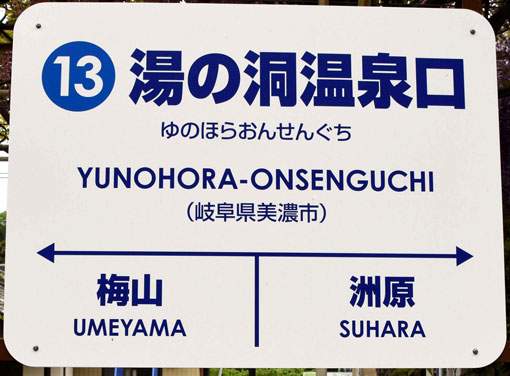 13 湯の洞温泉口
ゆのほらおんせんぐち
YUNOHORA-ONSENGUCHI
(岐阜県美濃市)
梅山 洲原
UMEYAMA SUHARA